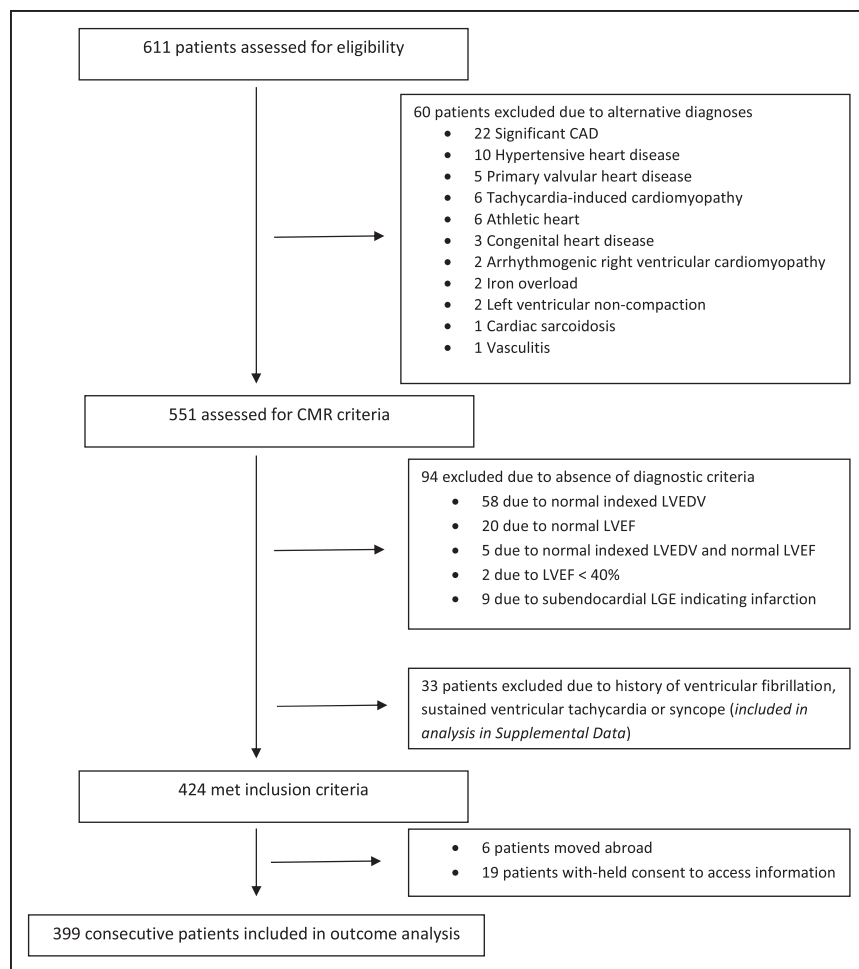 611 patients assessed for eligibility
60 patients excluded due to alternative diagnoses
• 22 Significant CAD
• 10 Hypertensive heart disease
• 5 Primary valvular heart disease
• 6 Tachycardia-induced cardiomyopathy
• 6 Athletic heart
• 3 Congenital heart disease
• 2 Arrhythmogenic right ventricular cardiomyopathy
• 2 Iron overload
• 2 Left ventricular non-compaction
• 1 Cardiac sarcoidosis
• 1 Vasculitis
551 assessed for CMR criteria
94 excluded due to absence of diagnostic criteria
• 58 due to normal indexed LVEDV
• 20 due to normal LVEF
• 5 due to normal indexed LVEDV and normal LVEF
• 2 due to LVEF < 40%
• 9 due to subendocardial LGE indicating infarction
33 patients excluded due to history of ventricular fibrillation,
sustained ventricular tachycardia or syncope (included in
analysis in Supplemental Data)
424 met inclusion criteria
• 6 patients moved abroad
• 19 patients with-held consent to access information
399 consecutive patients included in outcome analysis